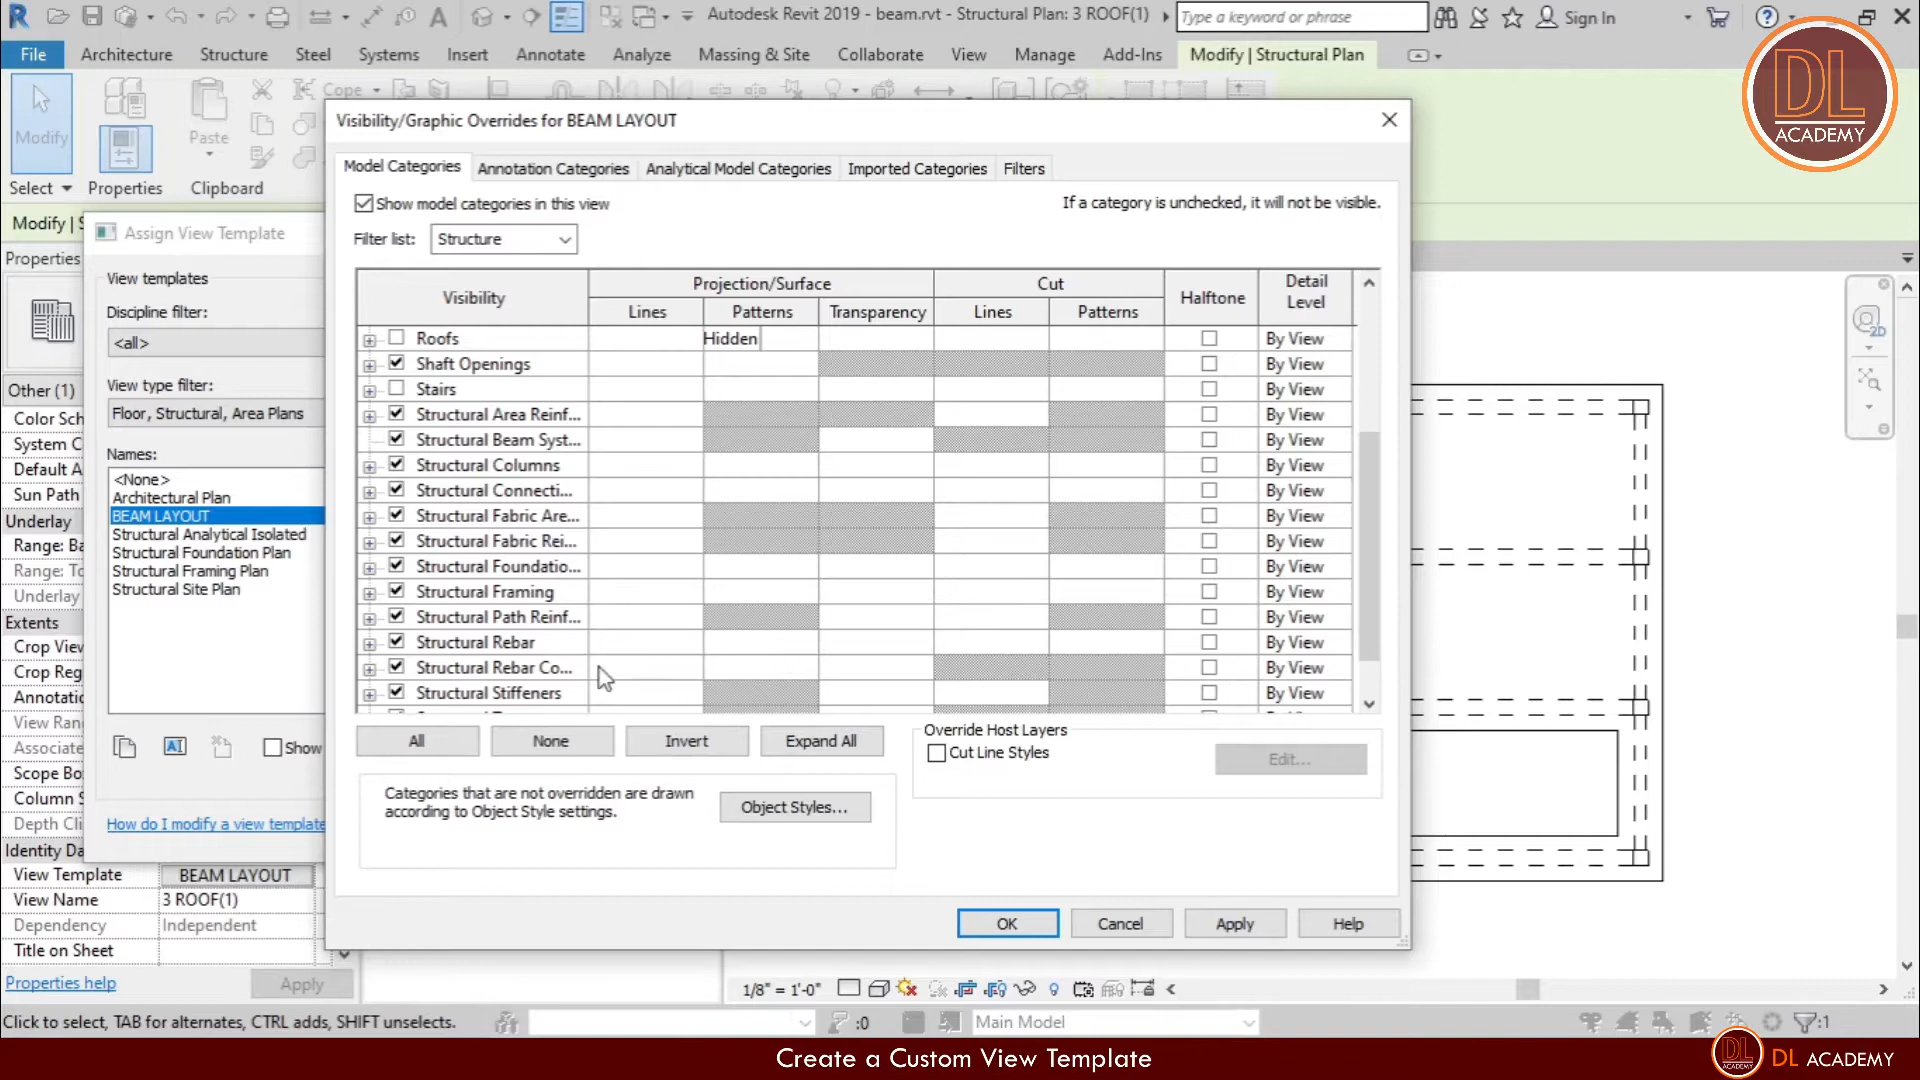 Autodesk Revit 2019 - beam.rvt - Structural Plan: 3 ROOF(1)
Type a keyword or phrase
Sign In
File Architecture Structure Steel Systems Insert Annotate Analyze Massing & Site Collaborate View Manage Add-Ins Modify | Structural Plan
DL
ACADEMY
Modify
Paste
Cope
Select Properties Clipboard
Modify | S
Properties
Other (1)
Color Sch
System C
Default A
Sun Path
Underlay
Range: Ba
Range: To
Underlay
Extents
Crop View
Crop Reg
Annotatio
View Ran
Associate
Scope Box
Column S
Depth Cli
Identity Da
View Template BEAM LAYOUT
View Name 3 ROOF(1)
Dependency Independent
Title on Sheet
Properties help Apply
Assign View Template
View templates
Discipline filter:
<all>
View type filter:
Floor, Structural, Area Plans
Names:
<None>
Architectural Plan
BEAM LAYOUT
Structural Analytical Isolated
Structural Foundation Plan
Structural Framing Plan
Structural Site Plan
Show
How do I modify a view template
Visibility/Graphic Overrides for BEAM LAYOUT
Model Categories Annotation Categories Analytical Model Categories Imported Categories Filters
Show model categories in this view
If a category is unchecked, it will not be visible.
Filter list: Structure
Visibility Projection/Surface Cut Halftone Detail Level
Lines Patterns Transparency Lines Patterns
Roofs Hidden By View
Shaft Openings By View
Stairs By View
Structural Area Reinf... By View
Structural Beam Syst... By View
Structural Columns By View
Structural Connecti... By View
Structural Fabric Are... By View
Structural Fabric Rei... By View
Structural Foundatio... By View
Structural Framing By View
Structural Path Reinf... By View
Structural Rebar By View
Structural Rebar Co... By View
Structural Stiffeners By View
All None Invert Expand All
Override Host Layers
Cut Line Styles
Edit...
Categories that are not overridden are drawn
according to Object Style settings.
Object Styles...
OK Cancel Apply Help
2D
1/8" = 1'-0"
Click to select, TAB for alternates, CTRL adds, SHIFT unselects.
:0
Main Model
:1
Create a Custom View Template
DL ACADEMY